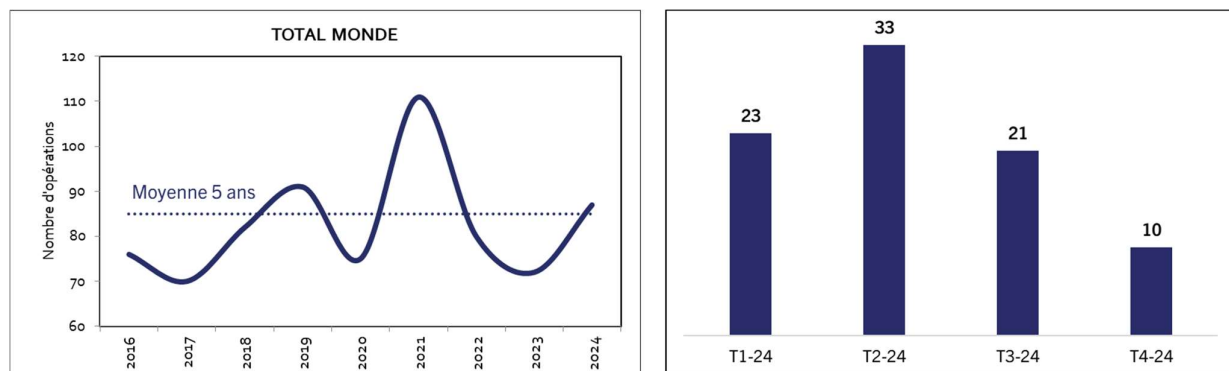 TOTAL MONDE
120
110
100
90
80
70
60
Nombre d'opérations
Moyenne 5 ans
2016
2017
2018
2019
2020
2021
2022
2023
2024
33
23
21
10
T1-24
T2-24
T3-24
T4-24